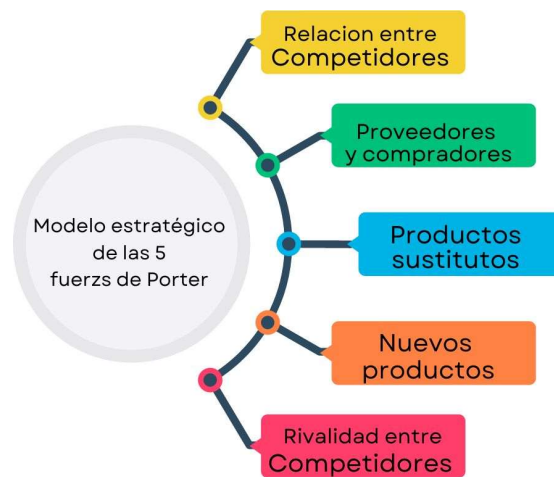 Relacion entre
Competidores
Proveedores
y compradores
Modelo estratégico
de las 5
fuerzs de Porter
Productos
sustitutos
Nuevos
productos
Rivalidad entre
Competidores